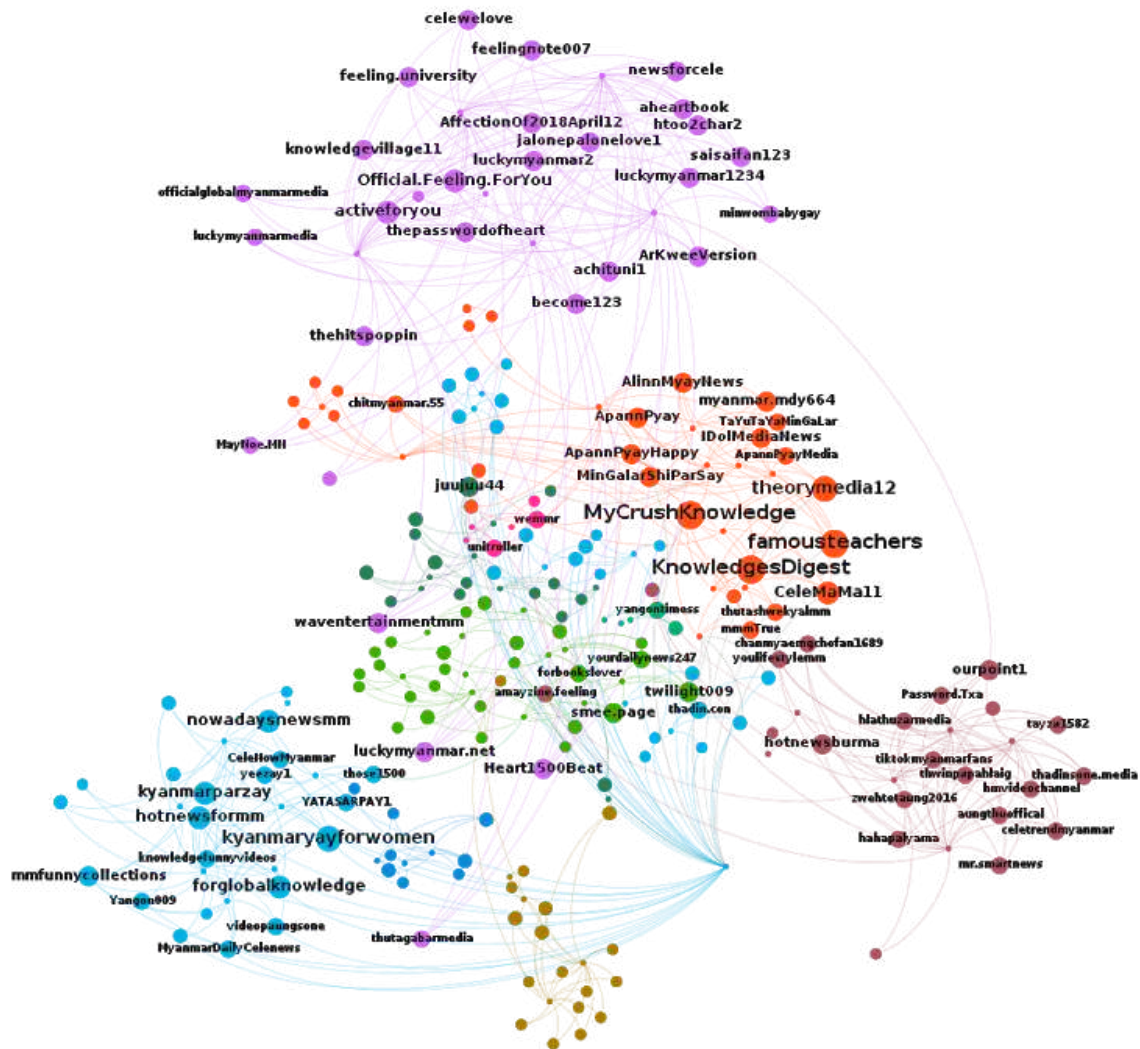 celewelove
feelingnote007
feeling.university
newsforcele
aheartbook
AffectionOf2018April12
htoo2char2
jalonepalonelove1
knowledgevillage11
luckymyanmar2
saisaifan123
Official.Feeling.ForYou
luckymyanmar1234
officialglobalmyanmarmedia
activeforyou
minwombabygay
thepasswordofheart
luckymyanmarmedia
ArKweeVersion
achituni1
become123
thehitspoppin
AlinnMyayNews
chitmyanmar.55
myanmar.mdy664
ApannPyay
TaYuTaYaMinGaLar
IDolMediaNews
MayNoe.MH
ApannPyayHappy
ApannPyayMedia
MinGalarShiParSay
juujuu44
theorymedia12
MyCrushKnowledge
wemmr
famousteachers
unitroller
KnowledgesDigest
CeleMaMa11
yangontimess
thutashwekyalmm
waventertainmentmm
mmmTrue
chanmyaemgchofan1689
yourdailynews247
youlifestylemm
forbookslover
ourpoint1
amayzine.feeling
twilight009
Password.Txa
thadin.con
smee.page
nowadaysnewsmm
hlathuzarmedia
tayza1582
hotnewsburma
luckymyanmar.net
CeleNowMyanmar
tiktokmyanmarfans
Heart1500Beat
yeezay1
those1500
thwinpapahlaig
thadinsone.media
kyanmarparzay
hmvideochannel
YATASARPAY1
zwehtetaung2016
hotnewsformm
aungthuoffical
kyanmaryayforwomen
celetrendmyanmar
hahapalyama
knowledgefunnyvideos
mmfunnycollections
mr.smartnews
forglobalknowledge
Yangon009
videopaungsone
thutagabarmedia
MyanmarDailyCelenews